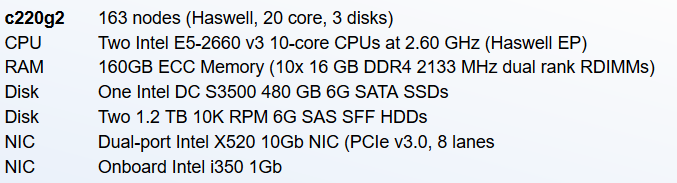 c220g2 163 nodes (Haswell, 20 core, 3 disks)
CPU Two Intel E5-2660 v3 10-core CPUs at 2.60 GHz (Haswell EP)
RAM 160GB ECC Memory (10x 16 GB DDR4 2133 MHz dual rank RDIMMs)
Disk One Intel DC S3500 480 GB 6G SATA SSDs
Disk Two 1.2 TB 10K RPM 6G SAS SFF HDDs
NIC Dual-port Intel X520 10Gb NIC (PCIe v3.0, 8 lanes
NIC Onboard Intel i350 1Gb